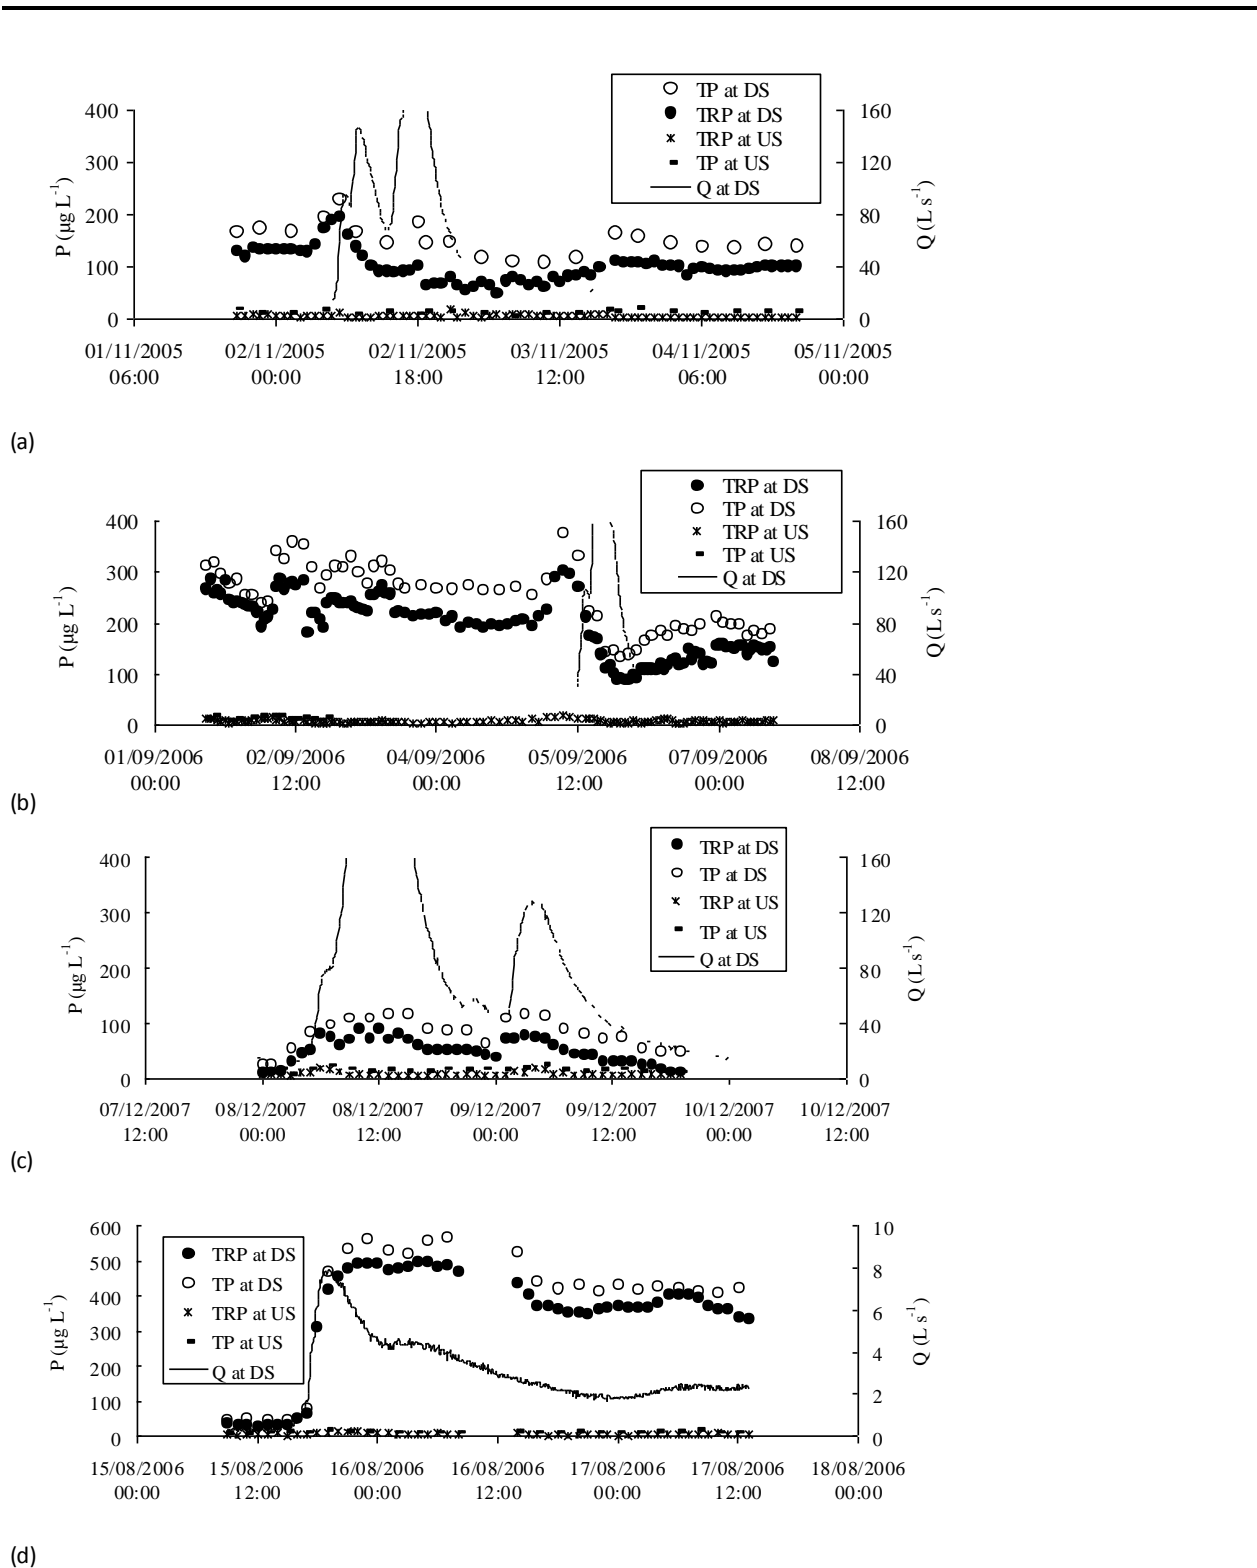 TP at DS
TRP at DS
TRP at US
TP at US
Q at DS
400
300
200
100
0
P (µg L-1)
160
120
80
40
0
Q (L s-1)
01/11/2005 02/11/2005 02/11/2005 03/11/2005 04/11/2005 05/11/2005
06:00 00:00 18:00 12:00 06:00 00:00
(a)
TRP at DS
TP at DS
TRP at US
TP at US
Q at DS
400
300
200
100
0
P (µg L-1)
160
120
80
40
0
Q (L s-1)
01/09/2006 02/09/2006 04/09/2006 05/09/2006 07/09/2006 08/09/2006
00:00 12:00 00:00 12:00 00:00 12:00
(b)
TRP at DS
TP at DS
TRP at US
TP at US
Q at DS
400
300
200
100
0
P (µg L-1)
160
120
80
40
0
Q (L s-1)
07/12/2007 08/12/2007 08/12/2007 09/12/2007 09/12/2007 10/12/2007 10/12/2007
12:00 00:00 12:00 00:00 12:00 00:00 12:00
(c)
TRP at DS
TP at DS
TRP at US
TP at US
Q at DS
600
500
400
300
200
100
0
P (µg L-1)
10
8
6
4
2
0
Q (L s-1)
15/08/2006 15/08/2006 16/08/2006 16/08/2006 17/08/2006 17/08/2006 18/08/2006
00:00 12:00 00:00 12:00 00:00 12:00 00:00
(d)